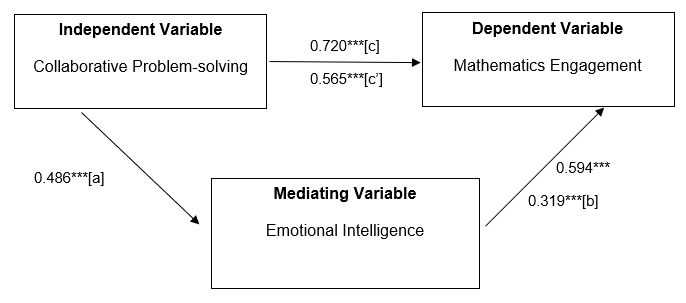 Independent Variable
Collaborative Problem-solving
0.720***[c]
0.565***[c’]
Dependent Variable
Mathematics Engagement
0.486***[a]
Mediating Variable
Emotional Intelligence
0.594***
0.319***[b]